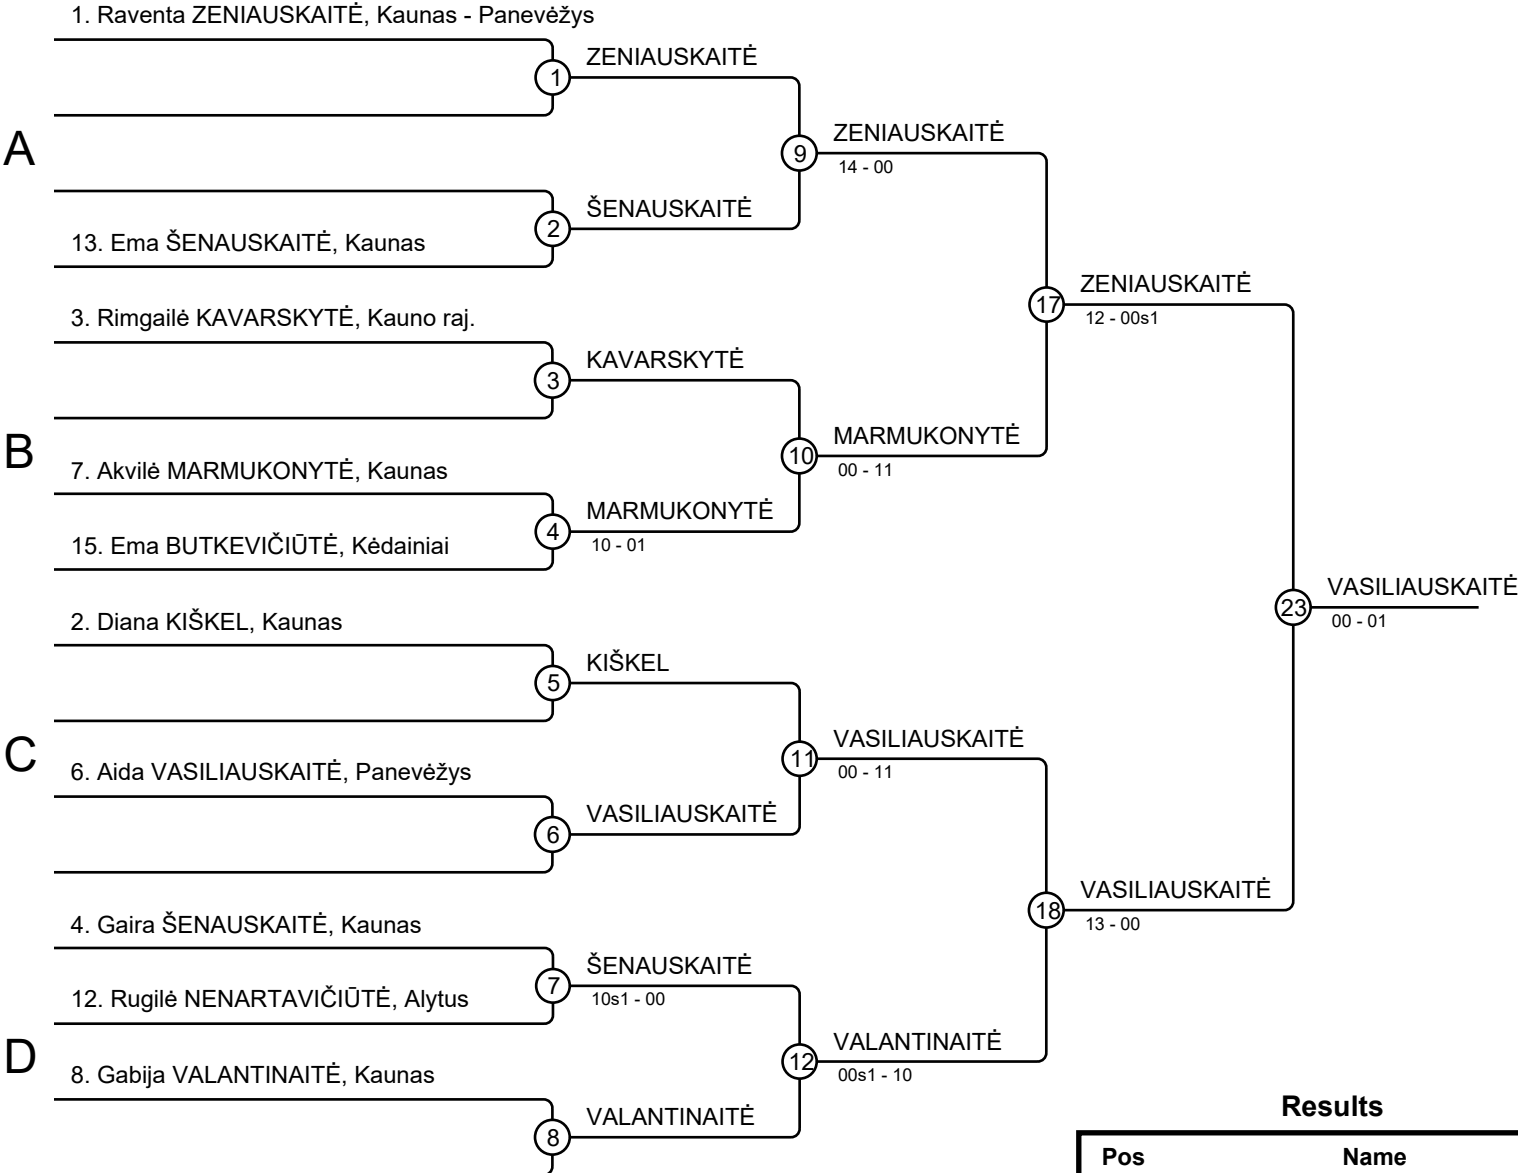 1. Raventa ZENIAUSKAITĖ, Kaunas - Panevėžys
ZENIAUSKAITĖ
1
A
ZENIAUSKAITĖ
9
14 - 00
ŠENAUSKAITĖ
2
13. Ema ŠENAUSKAITĖ, Kaunas
ZENIAUSKAITĖ
17
12 - 00s1
3. Rimgailė KAVARSKYTĖ, Kauno raj.
KAVARSKYTĖ
3
B
MARMUKONYTĖ
10
00 - 11
7. Akvilė MARMUKONYTĖ, Kaunas
MARMUKONYTĖ
4
10 - 01
15. Ema BUTKEVIČIŪTĖ, Kėdainiai
VASILIAUSKAITĖ
23
00 - 01
2. Diana KIŠKEL, Kaunas
KIŠKEL
5
C
VASILIAUSKAITĖ
11
00 - 11
6. Aida VASILIAUSKAITĖ, Panevėžys
VASILIAUSKAITĖ
6
VASILIAUSKAITĖ
18
13 - 00
4. Gaira ŠENAUSKAITĖ, Kaunas
ŠENAUSKAITĖ
7
10s1 - 00
12. Rugilė NENARTAVIČIŪTĖ, Alytus
D
VALANTINAITĖ
12
00s1 - 10
8. Gabija VALANTINAITĖ, Kaunas
VALANTINAITĖ
8
Results
Pos Name